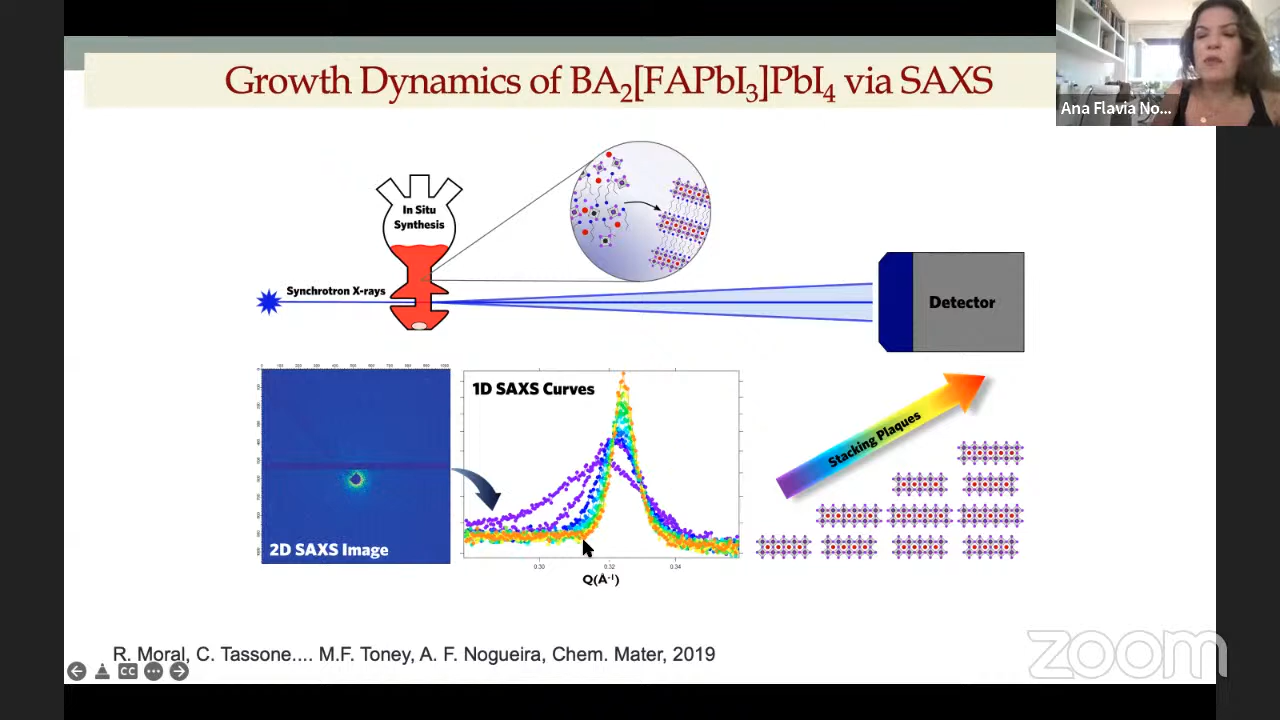 Growth Dynamics of BA2[FAPbI3]PbI4 via SAXS
Ana Flavia No...
In Situ
Synthesis
Synchrotron X-rays
Detector
1D SAXS Curves
Stacking Plaques
2D SAXS Image
0.30 0.32 0.34
Q(Å-1)
R. Moral, C. Tassone.... M.F. Toney, A. F. Nogueira, Chem. Mater, 2019
CC
zoom